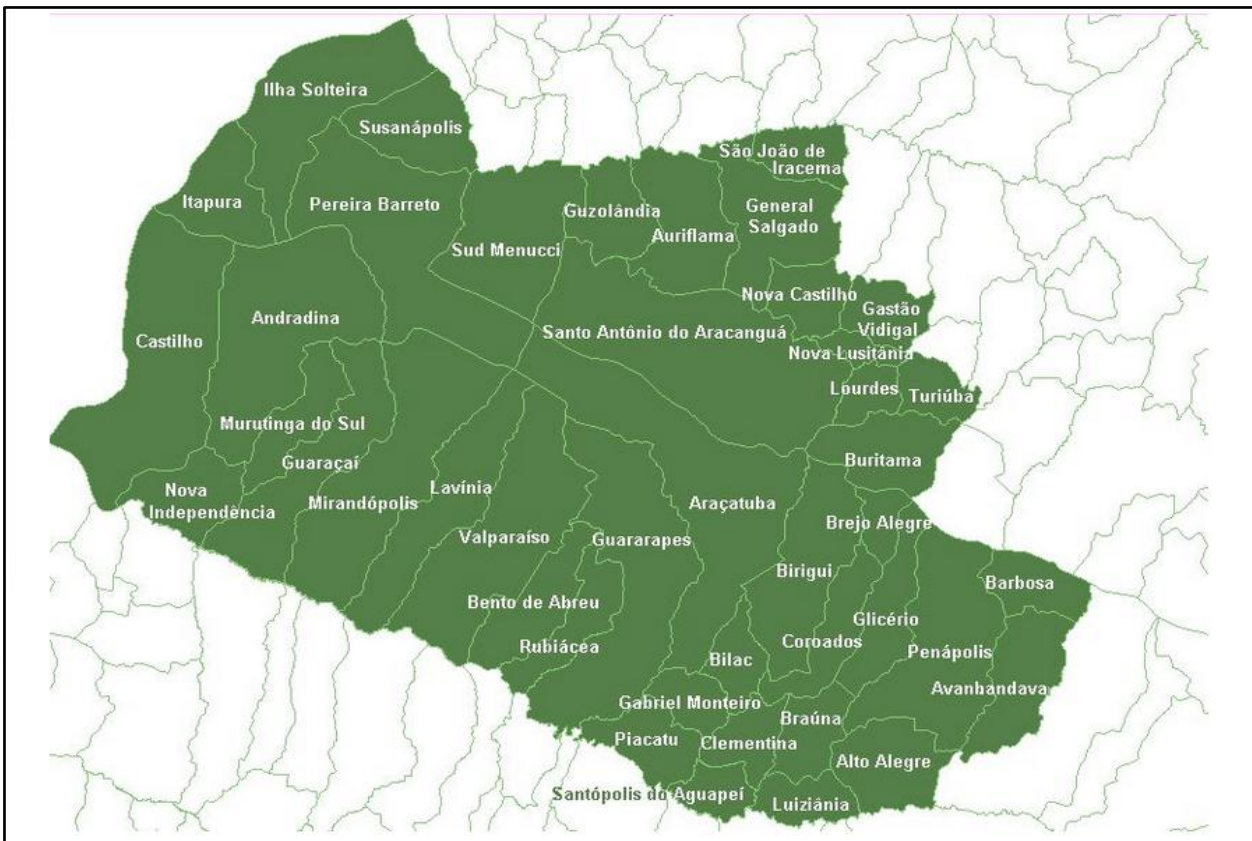 Ilha Solteira
Susanápolis
São João de
Iracema
Itapura
Pereira Barreto
Guzolândia
General
Salgado
Auriflama
Sud Menucci
Nova Castilho
Gastão
Vidigal
Andradina
Santo Antônio do Aracanguá
Castilho
Nova Lusitânia
Lourdes
Turiúba
Murutinga do Sul
Guaraçaí
Buritama
Nova
Independência
Mirandópolis
Lavínia
Araçatuba
Brejo Alegre
Valparaíso
Guararapes
Birigui
Barbosa
Bento de Abreu
Glicério
Rubiácea
Coroados
Penápolis
Bilac
Avanhandava
Gabriel Monteiro
Braúna
Piacatu
Clementina
Alto Alegre
Santópolis do Aguapeí
Luiziânia